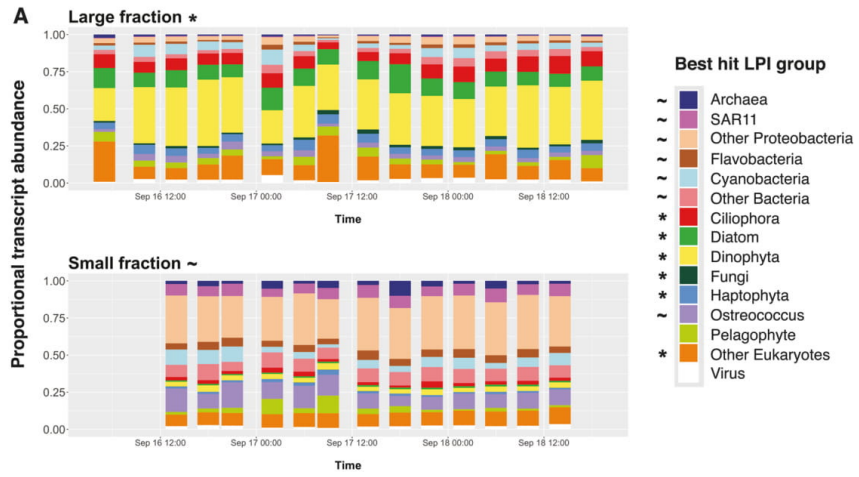 A
Large fraction *
1.00
0.75
0.50
0.25
0.00
Sep 16 12:00 Sep 17 00:00 Sep 17 12:00 Sep 18 00:00 Sep 18 12:00
Time
Small fraction ~
1.00
0.75
0.50
0.25
0.00
Sep 16 12:00 Sep 17 00:00 Sep 17 12:00 Sep 18 00:00 Sep 18 12:00
Time
Proportional transcript abundance
Best hit LPI group
~ Archaea
~ SAR11
~ Other Proteobacteria
~ Flavobacteria
~ Cyanobacteria
~ Other Bacteria
* Ciliophora
* Diatom
* Dinophyta
* Fungi
* Haptophyta
~ Ostreococcus
Pelagophyte
* Other Eukaryotes
Virus